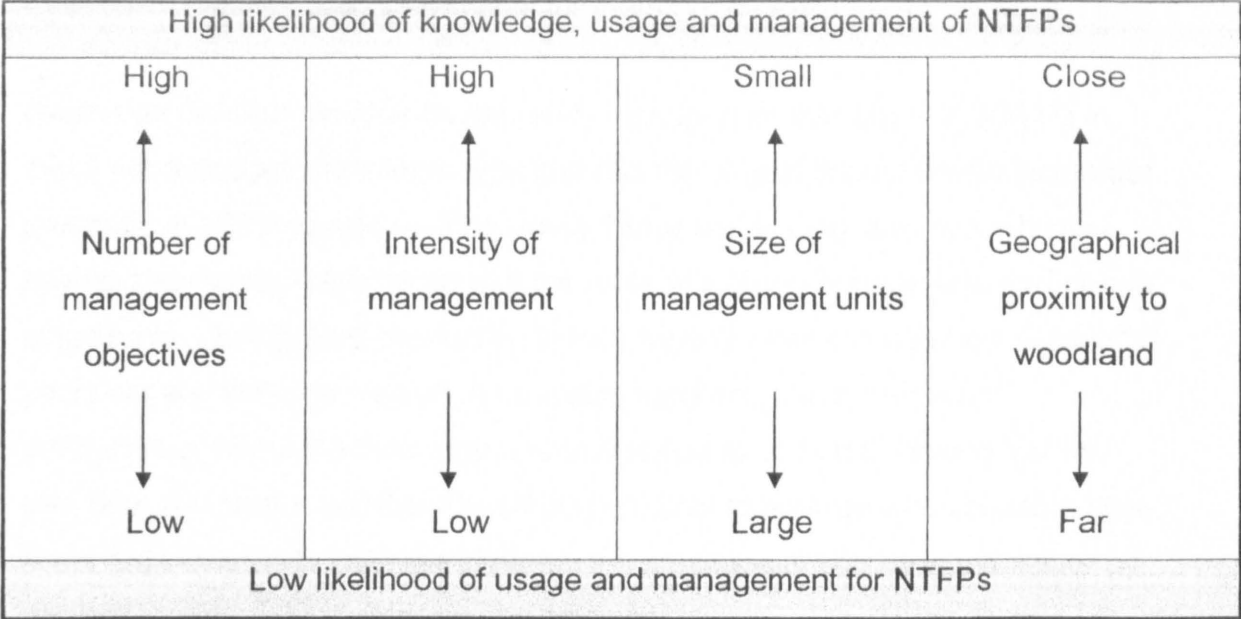 High likelihood of knowledge, usage and management of NTFPs
High High Small Close
Number of Intensity of Size of Geographical
management management management units proximity to
objectives woodland
Low Low Large Far
Low likelihood of usage and management for NTFPs